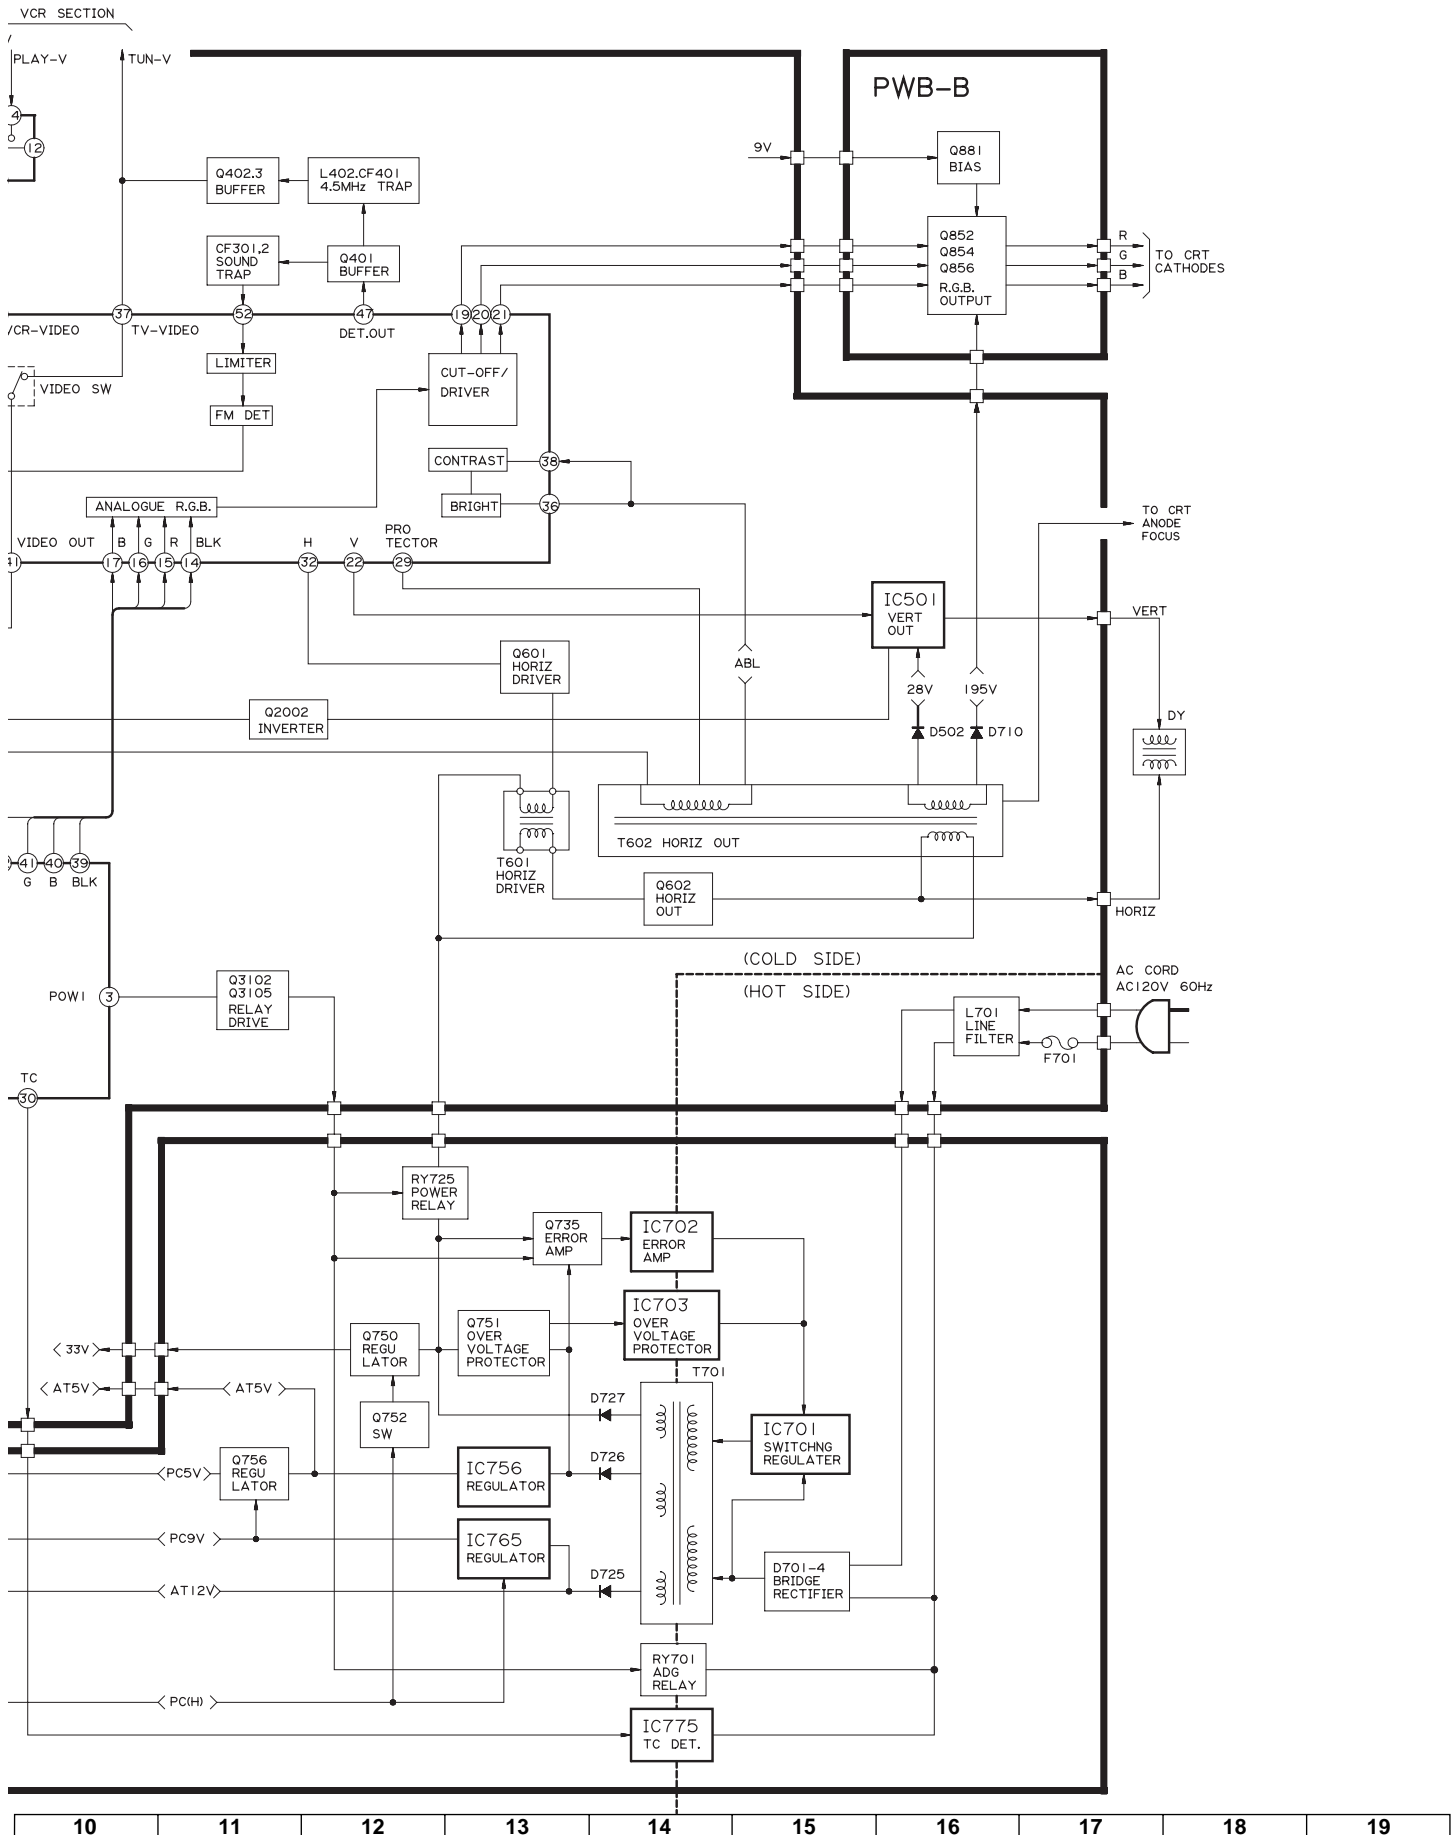 VCR SECTION
PLAY-V
TUN-V
PWB-B
4
12
9V
Q881
BIAS
Q402.3
BUFFER
L402.CF401
4.5MHz TRAP
CF301.2
SOUND
TRAP
Q401
BUFFER
Q852
Q854
Q856
R.G.B.
OUTPUT
R
G
B
TO CRT
CATHODES
37
52
47
19
20
21
VCR-VIDEO
TV-VIDEO
DET.OUT
LIMITER
VIDEO SW
FM DET
CUT-OFF/
DRIVER
CONTRAST
38
BRIGHT
36
ANALOGUE R.G.B.
TO CRT
ANODE
FOCUS
VIDEO OUT
B
G
R
BLK
H
V
PRO
TECTOR
41
17
16
15
14
32
22
29
IC501
VERT
OUT
VERT
Q601
HORIZ
DRIVER
ABL
28V
195V
Q2002
INVERTER
D502
D710
DY
T602 HORIZ OUT
T601
HORIZ
DRIVER
41
40
39
G
B
BLK
Q602
HORIZ
OUT
HORIZ
(COLD SIDE)
(HOT SIDE)
AC CORD
AC120V 60Hz
POW1
3
Q3102
Q3105
RELAY
DRIVE
L701
LINE
FILTER
F701
TC
30
RY725
POWER
RELAY
Q735
ERROR
AMP
IC702
ERROR
AMP
IC703
OVER
VOLTAGE
PROTECTOR
Q751
OVER
VOLTAGE
PROTECTOR
Q750
REGU
LATOR
33V
T701
AT5V
AT5V
D727
Q752
SW
IC701
SWITCHNG
REGULATER
D726
Q756
REGU
LATOR
IC756
REGULATOR
PC5V
IC765
REGULATOR
PC9V
D725
D701-4
BRIDGE
RECTIFIER
AT12V
RY701
ADG
RELAY
PC(H)
IC775
TC DET.
10 11 12 13 14 15 16 17 18 19